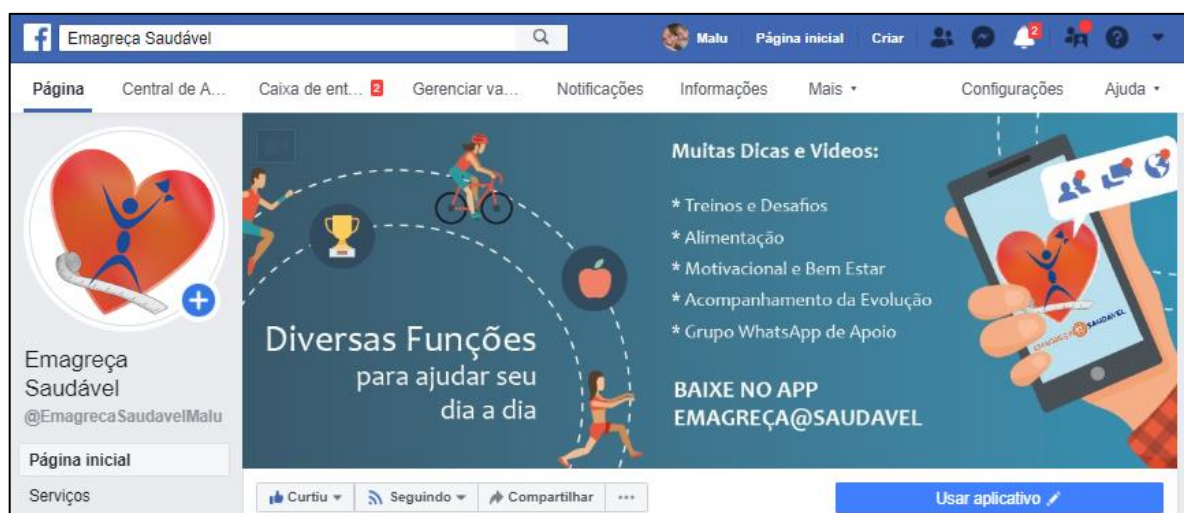 Emagreça Saudável
Malu Página inicial Criar 2
Página Central de A... Caixa de ent... 2 Gerenciar va... Notificações Informações Mais Configurações Ajuda
Emagreça
Saudável
@EmagrecaSaudavelMalu
Página inicial
Serviços
Diversas Funções
para ajudar seu
dia a dia
Muitas Dicas e Videos:
* Treinos e Desafios
* Alimentação
* Motivacional e Bem Estar
* Acompanhamento da Evolução
* Grupo WhatsApp de Apoio
BAIXE NO APP
EMAGREÇA@SAUDAVEL
EMAGREÇA@SAUDAVEL
Curtiu Seguindo Compartilhar ... Usar aplicativo